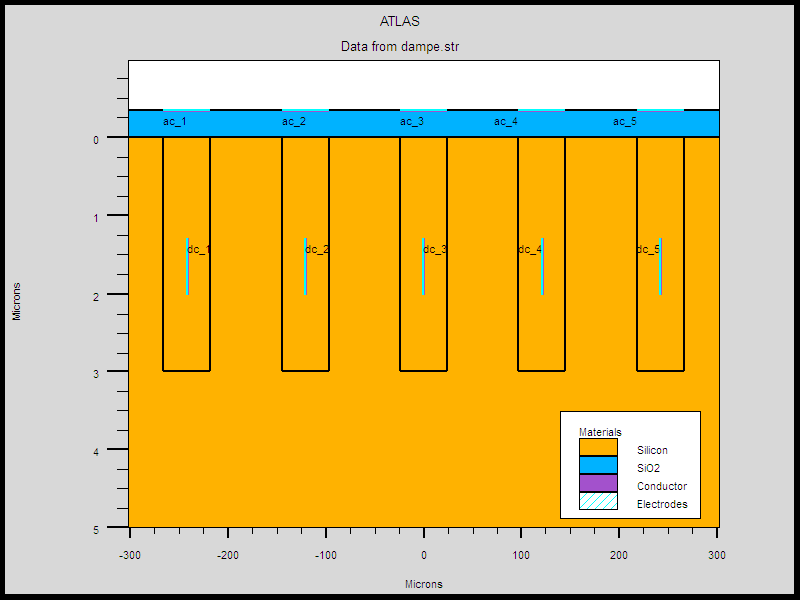 ATLAS
Data from dampe.str
ac_1 ac_2 ac_3 ac_4 ac_5
0
1
dc_1 dc_2 dc_3 dc_4 dc_5
2
Microns
3
4
5
Materials
Silicon
SiO2
Conductor
Electrodes
-300 -200 -100 0 100 200 300
Microns